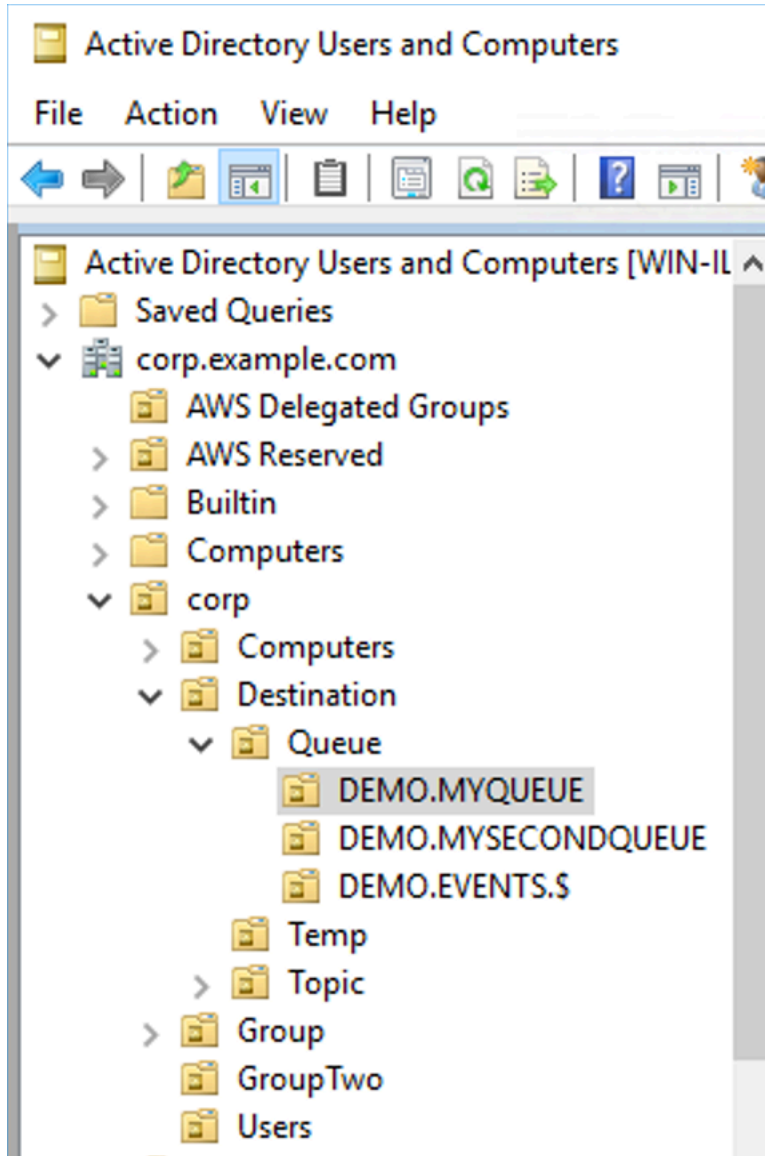 Active Directory Users and Computers
File Action View Help
?
Active Directory Users and Computers [WIN-IL
Saved Queries
corp.example.com
AWS Delegated Groups
AWS Reserved
Builtin
Computers
corp
Computers
Destination
Queue
DEMO.MYQUEUE
DEMO.MYSECONDQUEUE
DEMO.EVENTS.$
Temp
Topic
Group
GroupTwo
Users